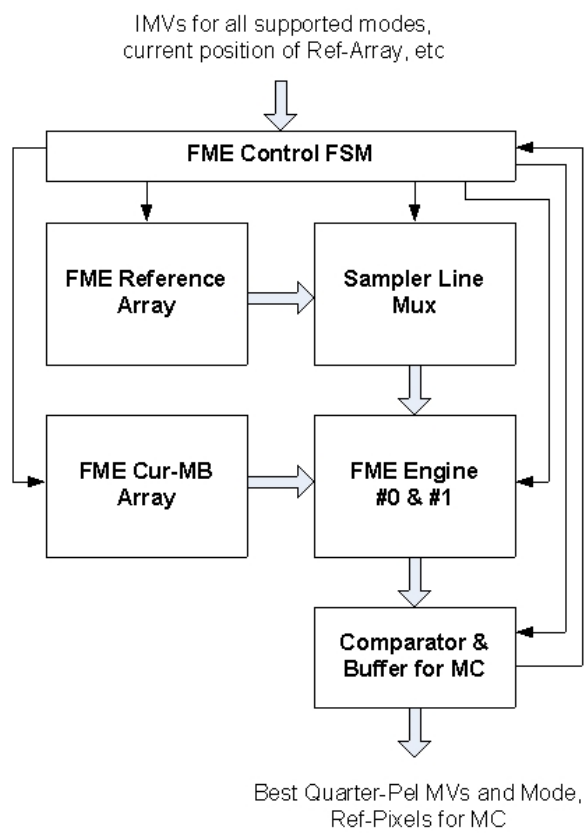 IMVs for all supported modes,
current position of Ref-Array, etc
FME Control FSM
FME Reference
Array
Sampler Line
Mux
FME Cur-MB
Array
FME Engine
#0 & #1
Comparator &
Buffer for MC
Best Quarter-Pel MVs and Mode,
Ref-Pixels for MC